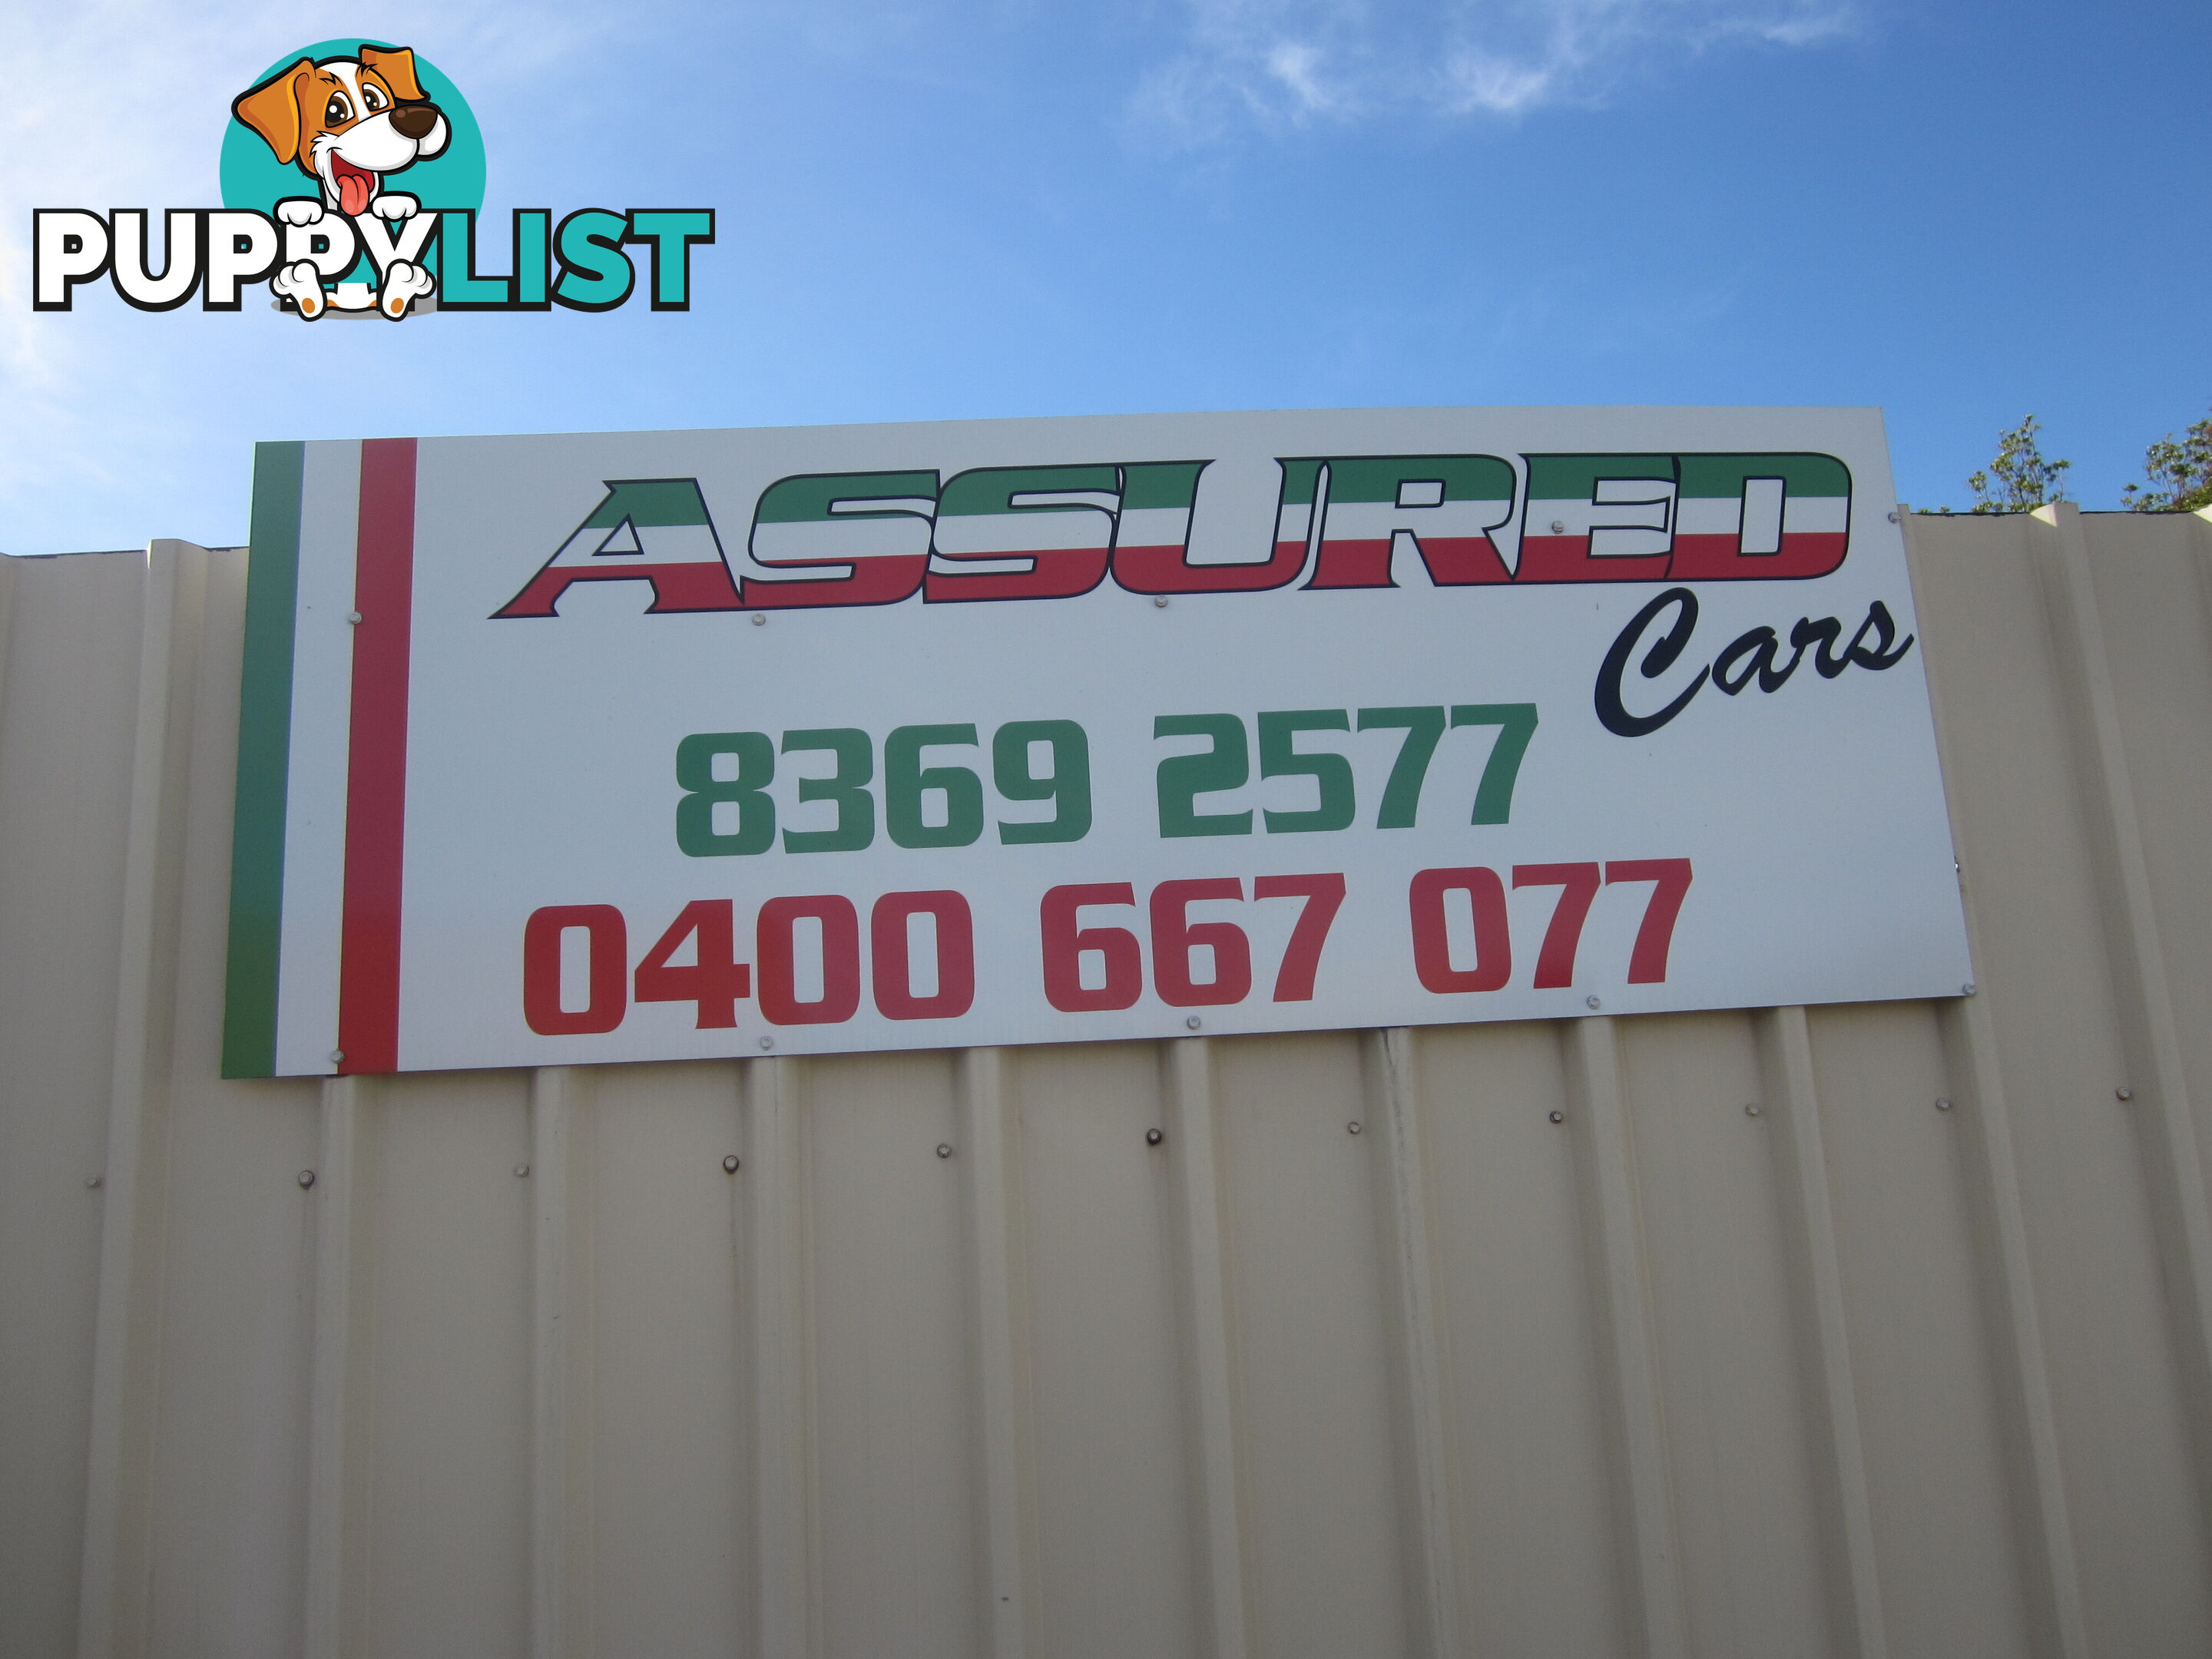 PUPPYLIST
ASSURED
Cars
8369 2577
0400 667 077